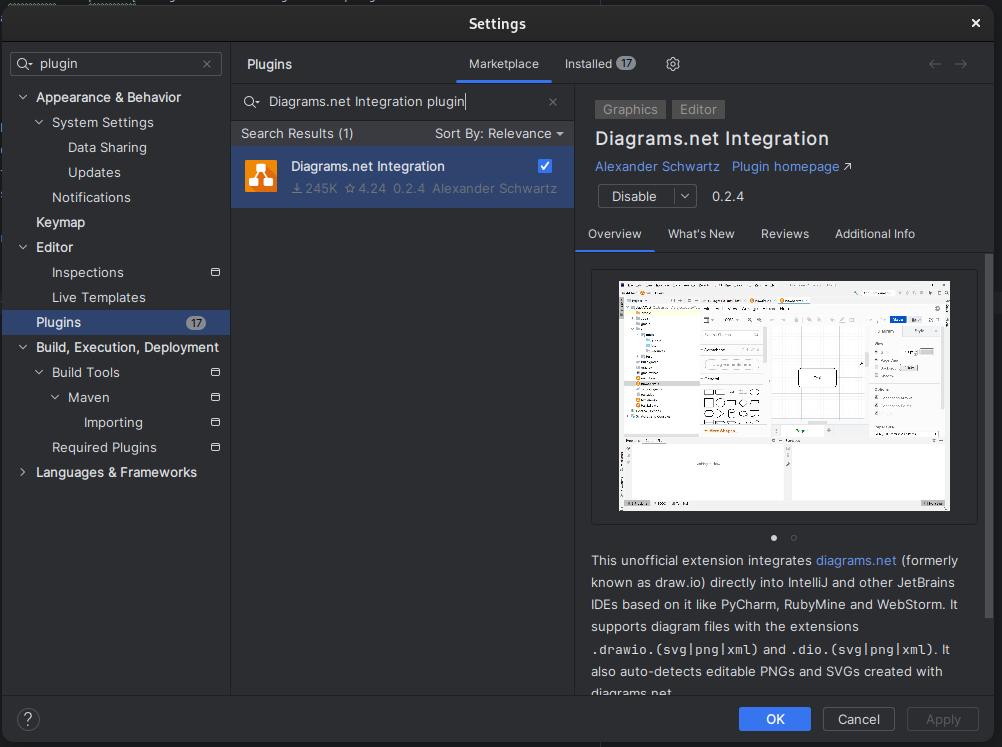 Settings
plugin
Appearance & Behavior
System Settings
Data Sharing
Updates
Notifications
Keymap
Editor
Inspections
Live Templates
Plugins 17
Build, Execution, Deployment
Build Tools
Maven
Importing
Required Plugins
Languages & Frameworks
Plugins
Marketplace
Installed 17
Diagrams.net Integration plugin
Search Results (1) Sort By: Relevance
Diagrams.net Integration
245K 4.24 0.2.4 Alexander Schwartz
Graphics Editor
Diagrams.net Integration
Alexander Schwartz Plugin homepage
Disable 0.2.4
Overview What's New Reviews Additional Info
This unofficial extension integrates diagrams.net (formerly
known as draw.io) directly into IntelliJ and other JetBrains
IDEs based on it like PyCharm, RubyMine and WebStorm. It
supports diagram files with the extensions
.drawio.(svg|png|xml) and .dio.(svg|png|xml). It
also auto-detects editable PNGs and SVGs created with
diagrams.net
?
OK Cancel Apply